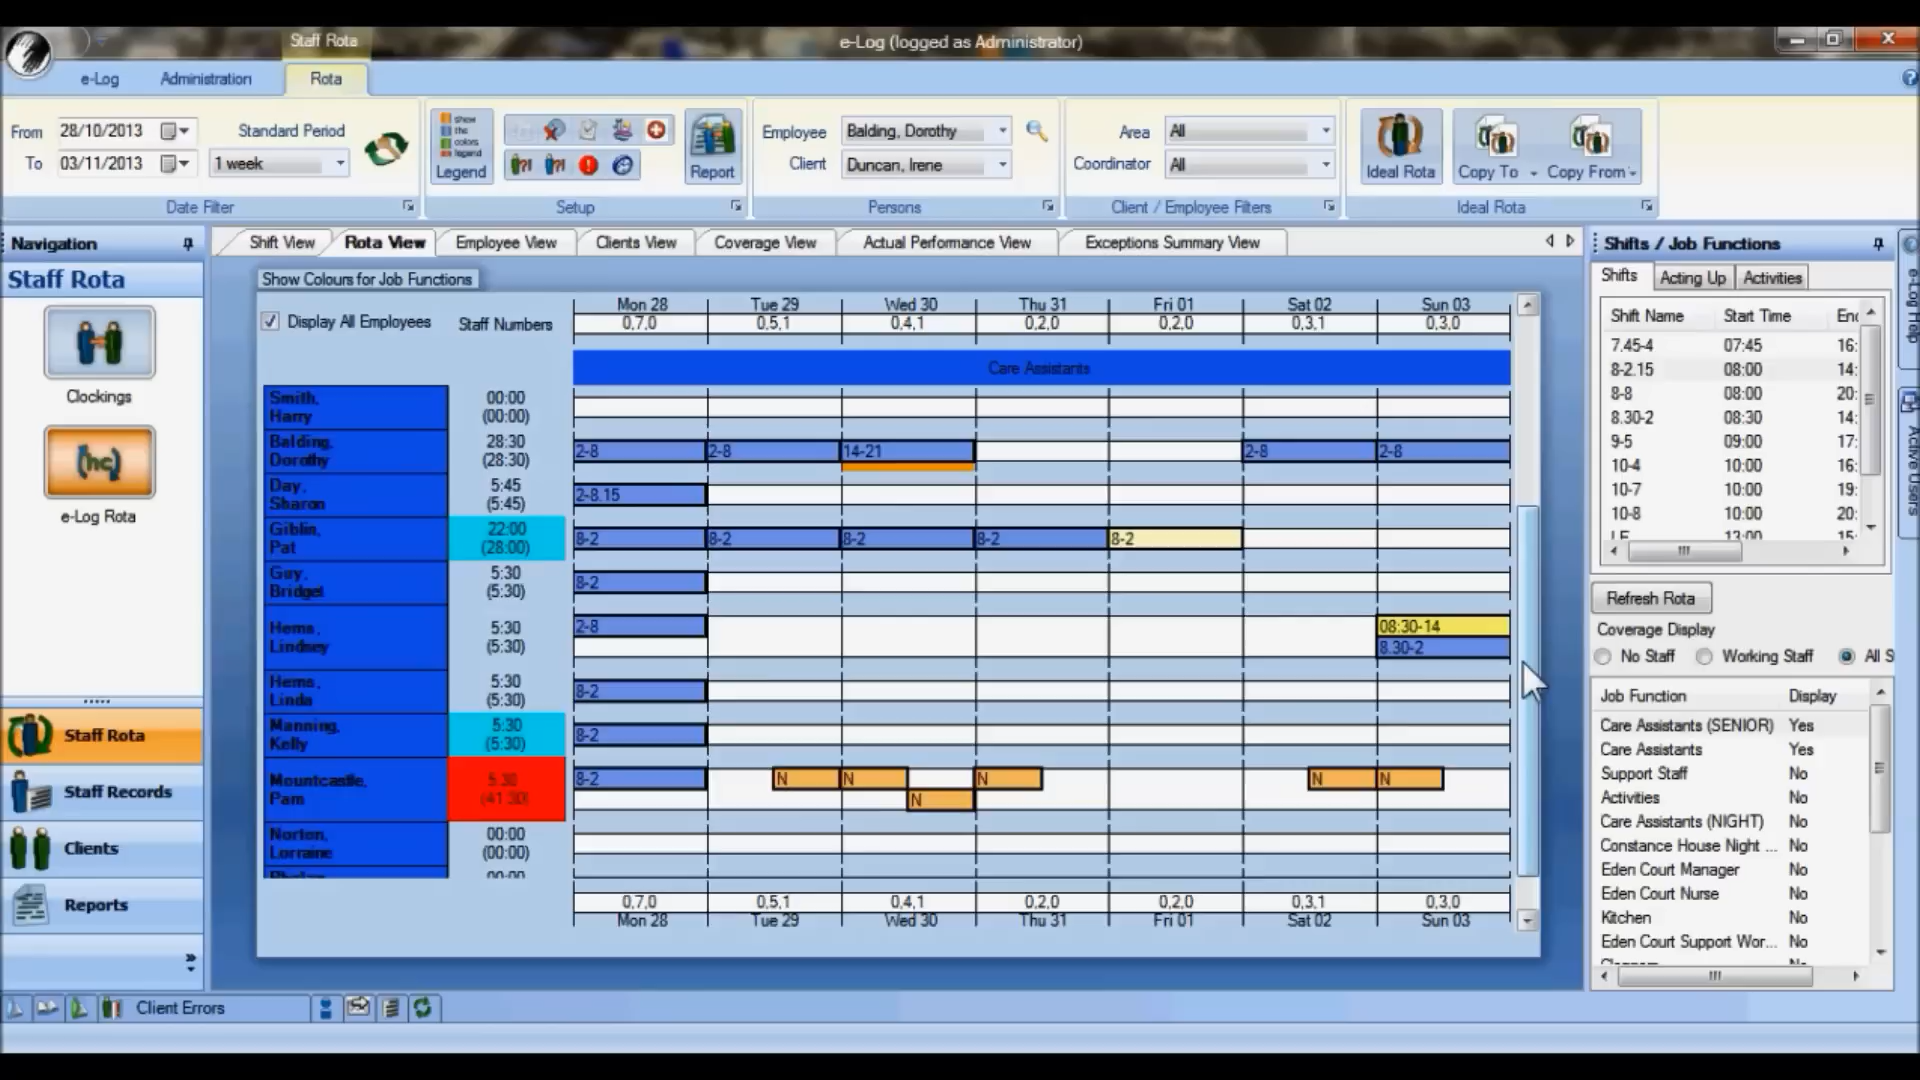 Staff Rota
e-Log (logged as Administrator)
e-Log
Administration
Rota
From
28/10/2013
To
03/11/2013
Standard Period
1 week
Date Filter
show
the
colors
legend
Legend
Report
Setup
Employee
Balding, Dorothy
Client
Duncan, Irene
Persons
Area
All
Coordinator
All
Client / Employee Filters
Ideal Rota
Copy To
Copy From
Ideal Rota
Navigation
Staff Rota
Clockings
e-Log Rota
Staff Rota
Staff Records
Clients
Reports
Shift View
Rota View
Employee View
Clients View
Coverage View
Actual Performance View
Exceptions Summary View
Show Colours for Job Functions
Display All Employees
Staff Numbers
Mon 28 Tue 29 Wed 30 Thu 31 Fri 01 Sat 02 Sun 03
0,7,0 0,5,1 0,4,1 0,2,0 0,2,0 0,3,1 0,3,0
Care Assistants
Smith,
Harry
00:00
(00:00)
Balding,
Dorothy
28:30
(28:30)
2-8 2-8 14-21 2-8 2-8
Day,
Sharon
5:45
(5:45)
2-8.15
Giblin,
Pat
22:00
(28:00)
8-2 8-2 8-2 8-2 8-2
Guy,
Bridget
5:30
(5:30)
8-2
Hems,
Lindsey
5:30
(5:30)
2-8
08:30-14
8.30-2
Hems,
Linda
5:30
(5:30)
8-2
Manning,
Kelly
5:30
(5:30)
8-2
Mountcastle,
Pam
5:30
(41:30)
8-2 N N N N N
N
Norton,
Lorraine
00:00
(00:00)
0,7,0 0,5,1 0,4,1 0,2,0 0,2,0 0,3,1 0,3,0
Mon 28 Tue 29 Wed 30 Thu 31 Fri 01 Sat 02 Sun 03
Shifts / Job Functions
Shifts
Acting Up
Activities
Shift Name Start Time
7.45-4 07:45 16:
8-2.15 08:00 14:
8-8 08:00 20:
8.30-2 08:30 14:
9-5 09:00 17:
10-4 10:00 16:
10-7 10:00 19:
10-8 10:00 20:
Refresh Rota
Coverage Display
No Staff
Working Staff
All S
Job Function Display
Care Assistants (SENIOR) Yes
Care Assistants Yes
Support Staff No
Activities No
Care Assistants (NIGHT) No
Constance House Night ... No
Eden Court Manager No
Eden Court Nurse No
Kitchen No
Eden Court Support Wor... No
e-Log Help
Active Users
Client Errors